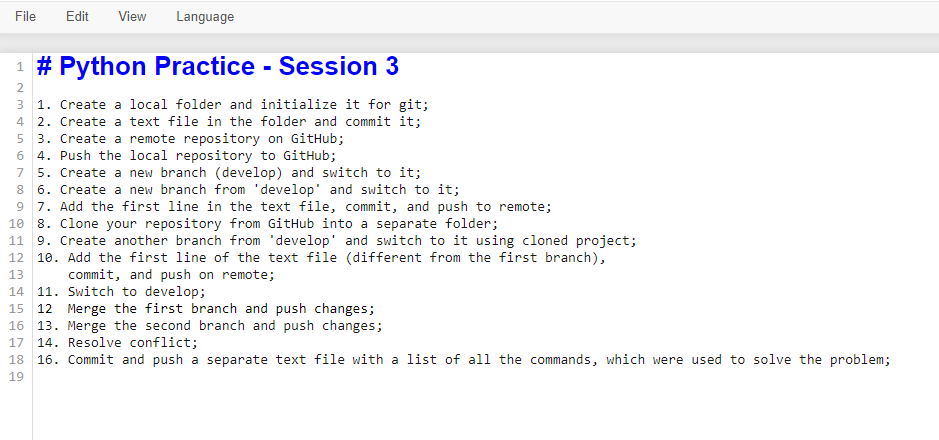 File Edit View Language
1 # Python Practice - Session 3
2
3 1. Create a local folder and initialize it for git;
4 2. Create a text file in the folder and commit it;
5 3. Create a remote repository on GitHub;
6 4. Push the local repository to GitHub;
7 5. Create a new branch (develop) and switch to it;
8 6. Create a new branch from 'develop' and switch to it;
9 7. Add the first line in the text file, commit, and push to remote;
10 8. Clone your repository from GitHub into a separate folder;
11 9. Create another branch from 'develop' and switch to it using cloned project;
12 10. Add the first line of the text file (different from the first branch),
13 commit, and push on remote;
14 11. Switch to develop;
15 12 Merge the first branch and push changes;
16 13. Merge the second branch and push changes;
17 14. Resolve conflict;
18 16. Commit and push a separate text file with a list of all the commands, which were used to solve the problem;
19